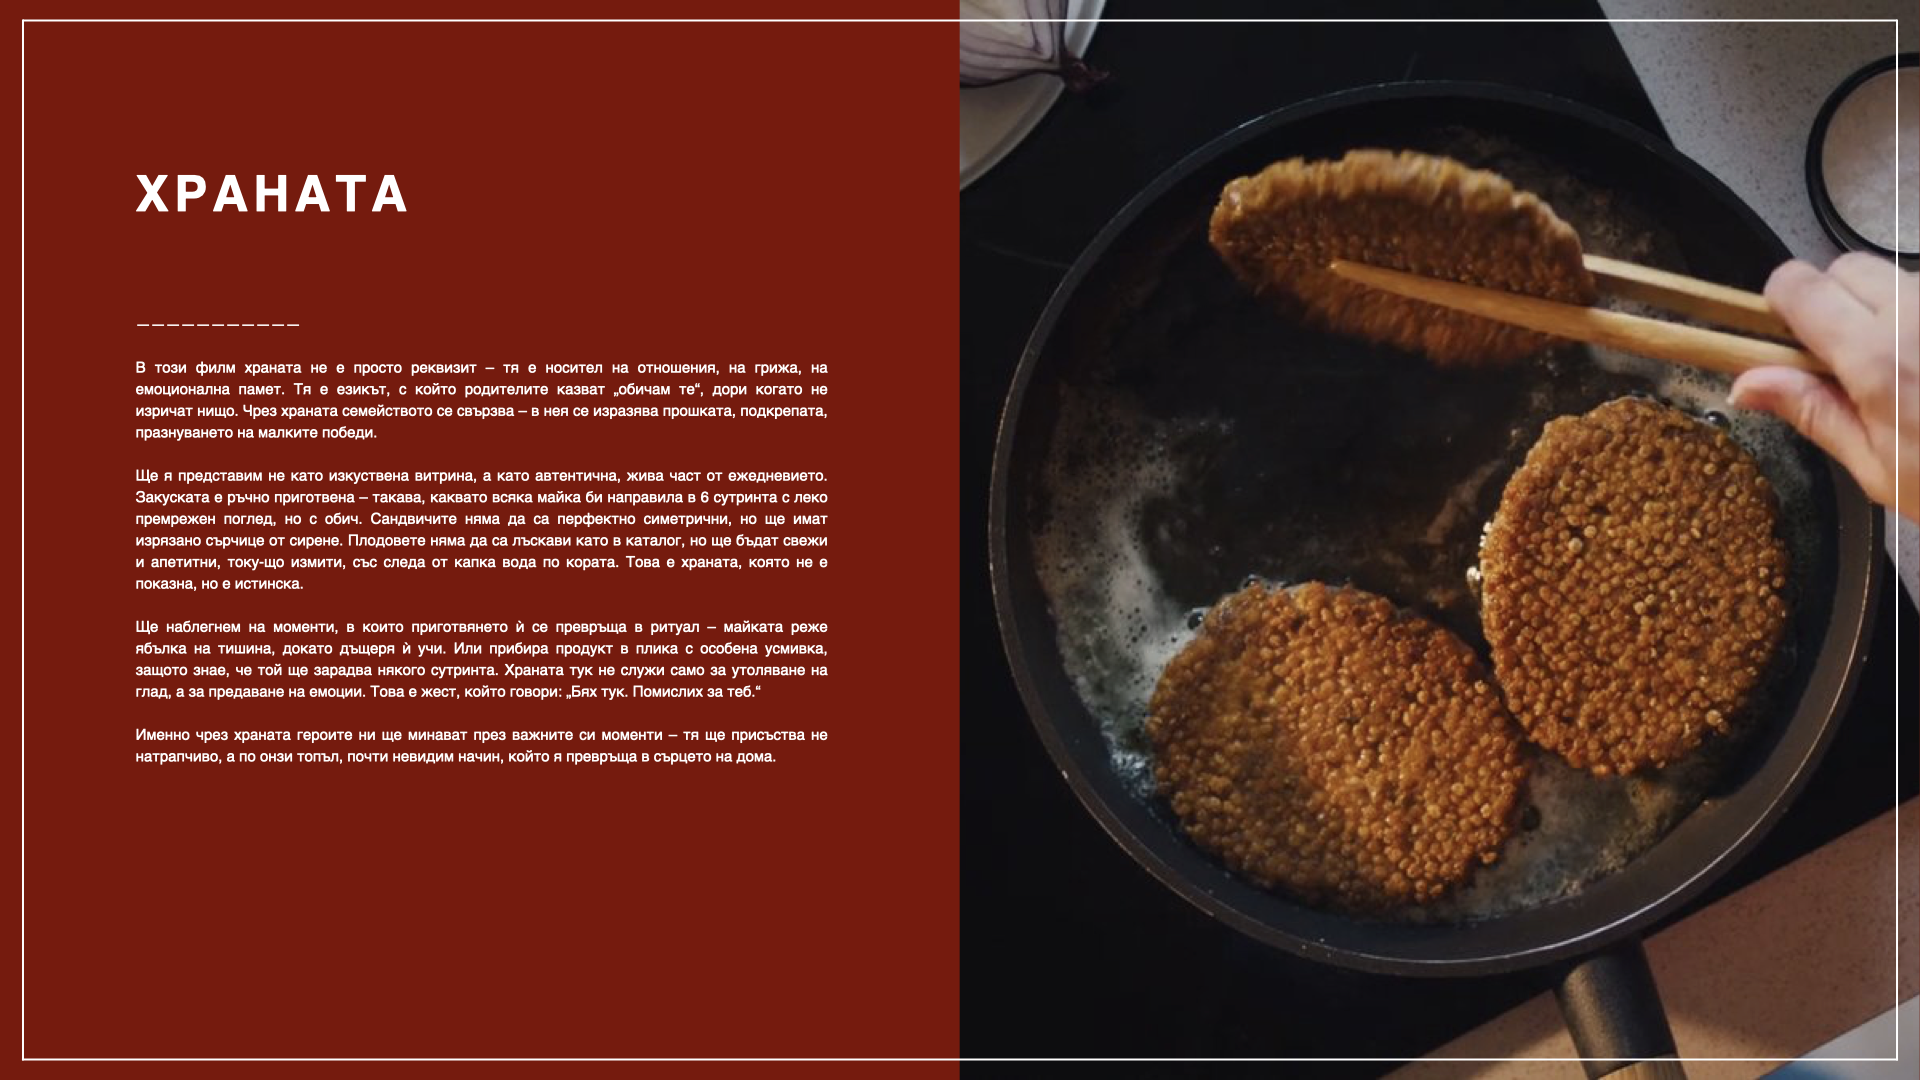 ХРАНАТА
___________
В този филм храната не е просто реквизит – тя е носител на отношения, на грижа, на
емоционална памет. Тя е езикът, с който родителите казват „обичам те“, дори когато не
изричат нищо. Чрез храната семейството се свързва – в нея се изразява прошката, подкрепата,
празнуването на малките победи.
Ще я представим не като изкуствена витрина, а като автентична, жива част от ежедневието.
Закуската е ръчно приготвена – такава, каквато всяка майка би направила в 6 сутринта с леко
премрежен поглед, но с обич. Сандвичите няма да са перфектно симетрични, но ще имат
изрязано сърчице от сирене. Плодовете няма да са лъскави като в каталог, но ще бъдат свежи
и апетитни, току-що измити, със следа от капка вода по кората. Това е храната, която не е
показна, но е истинска.
Ще наблегнем на моменти, в които приготвянето ѝ се превръща в ритуал – майката реже
ябълка на тишина, докато дъщеря ѝ учи. Или прибира продукт в плика с особена усмивка,
защото знае, че той ще зарадва някого сутринта. Храната тук не служи само за утоляване на
глад, а за предаване на емоции. Това е жест, който говори: „Бях тук. Помислих за теб.“
Именно чрез храната героите ни ще минават през важните си моменти – тя ще присъства не
натрапчиво, а по онзи топъл, почти невидим начин, който я превръща в сърцето на дома.